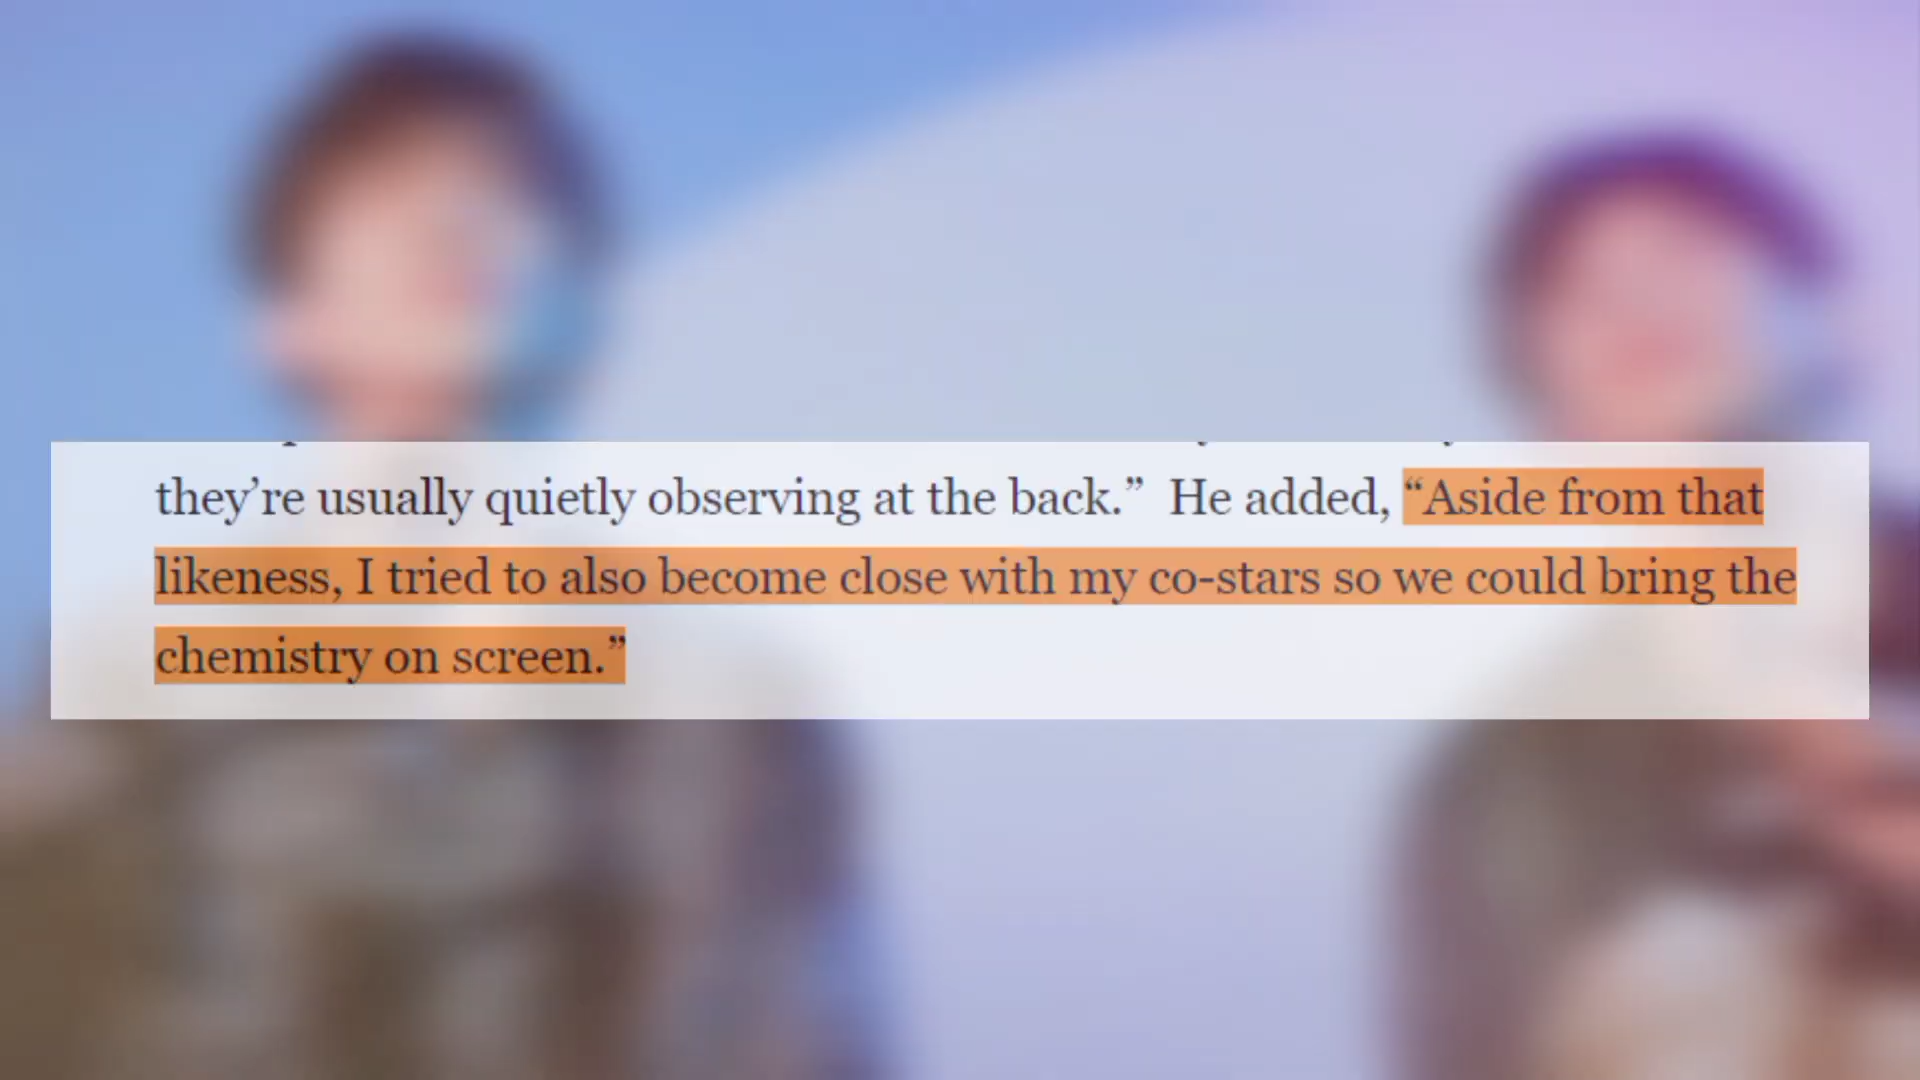 they’re usually quietly observing at the back.”  He added, “Aside from that
likeness, I tried to also become close with my co-stars so we could bring the
chemistry on screen.”